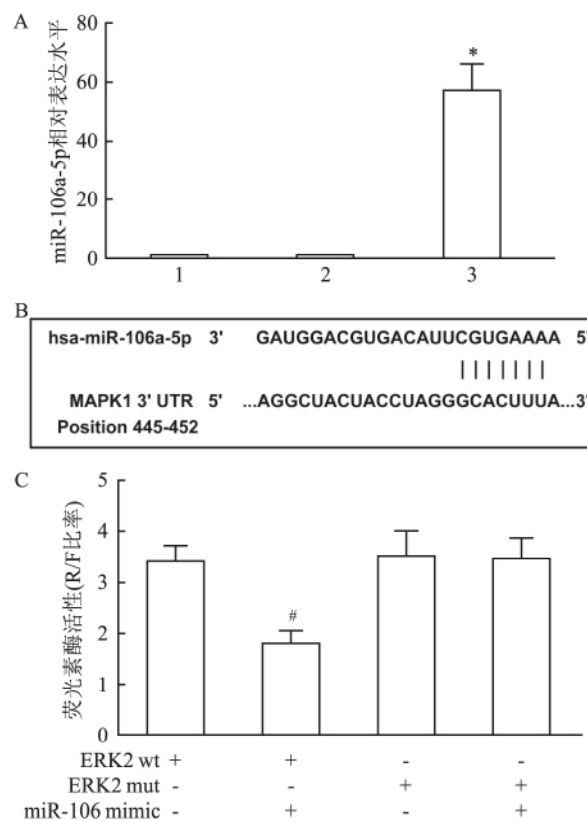 A
miR-106a-5p相对表达水平
80
60
40
20
0
*
1 2 3
B
hsa-miR-106a-5p 3' GAUGGACGUGACAUUCGUGAAAA 5'
MAPK1 3' UTR 5' ...AGGCUACUACCUAGGGCACUUUA...3'
Position 445-452
C
荧光素酶活性(R/F比率)
5
4
3
2
1
0
#
ERK2 wt + + - -
ERK2 mut - - + +
miR-106 mimic - + - +